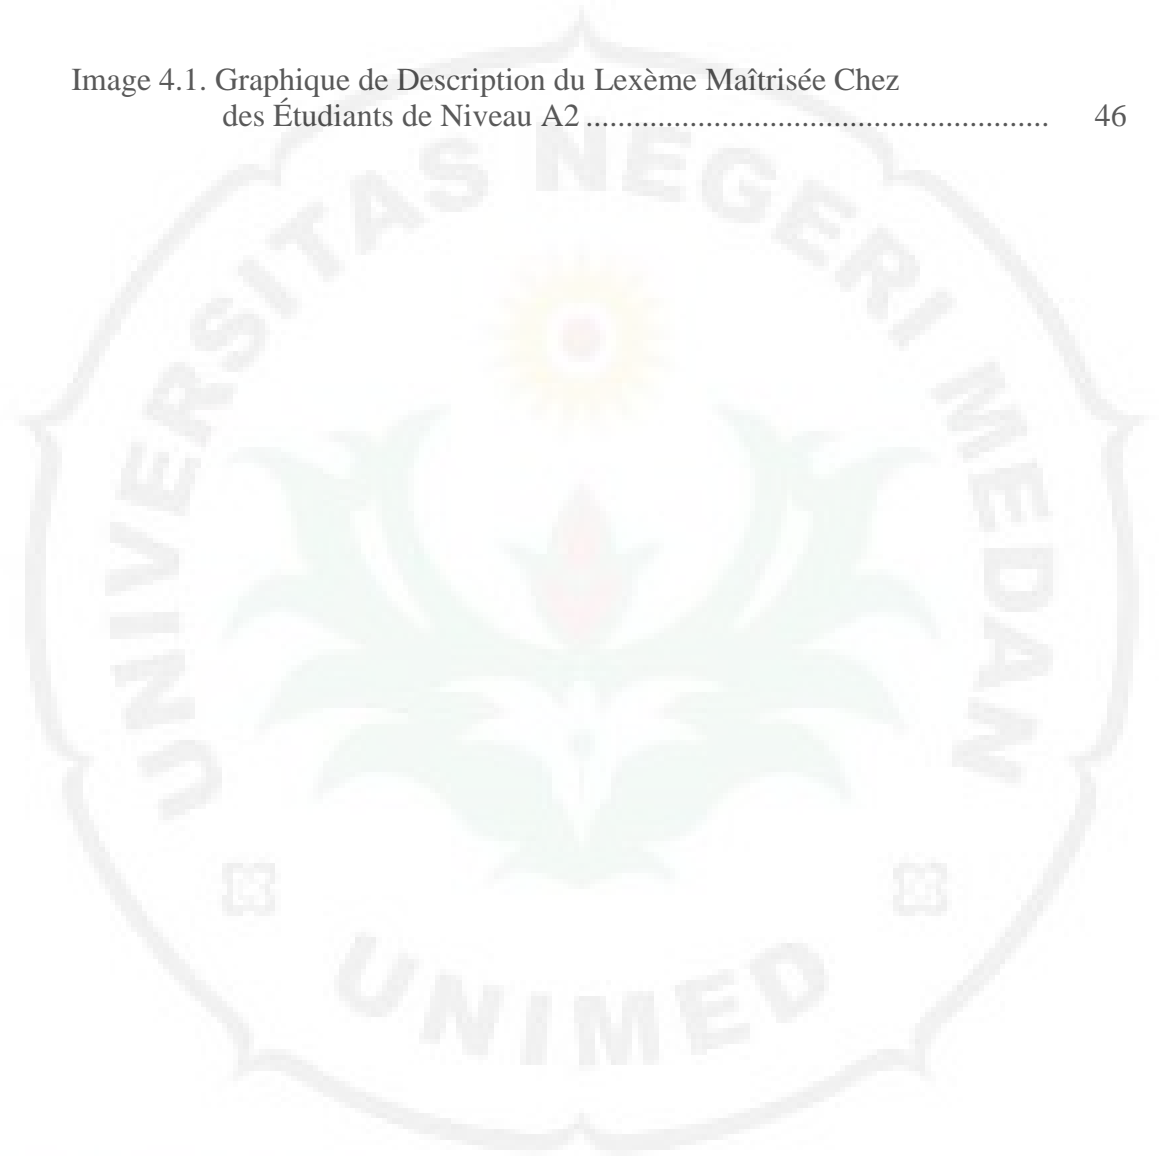 Image 4.1. Graphique de Description du Lexème Maîtrisée Chez
des Étudiants de Niveau A2 .......................................................... 46
UNIVERSITAS NEGERI MEDAN
UNIMED